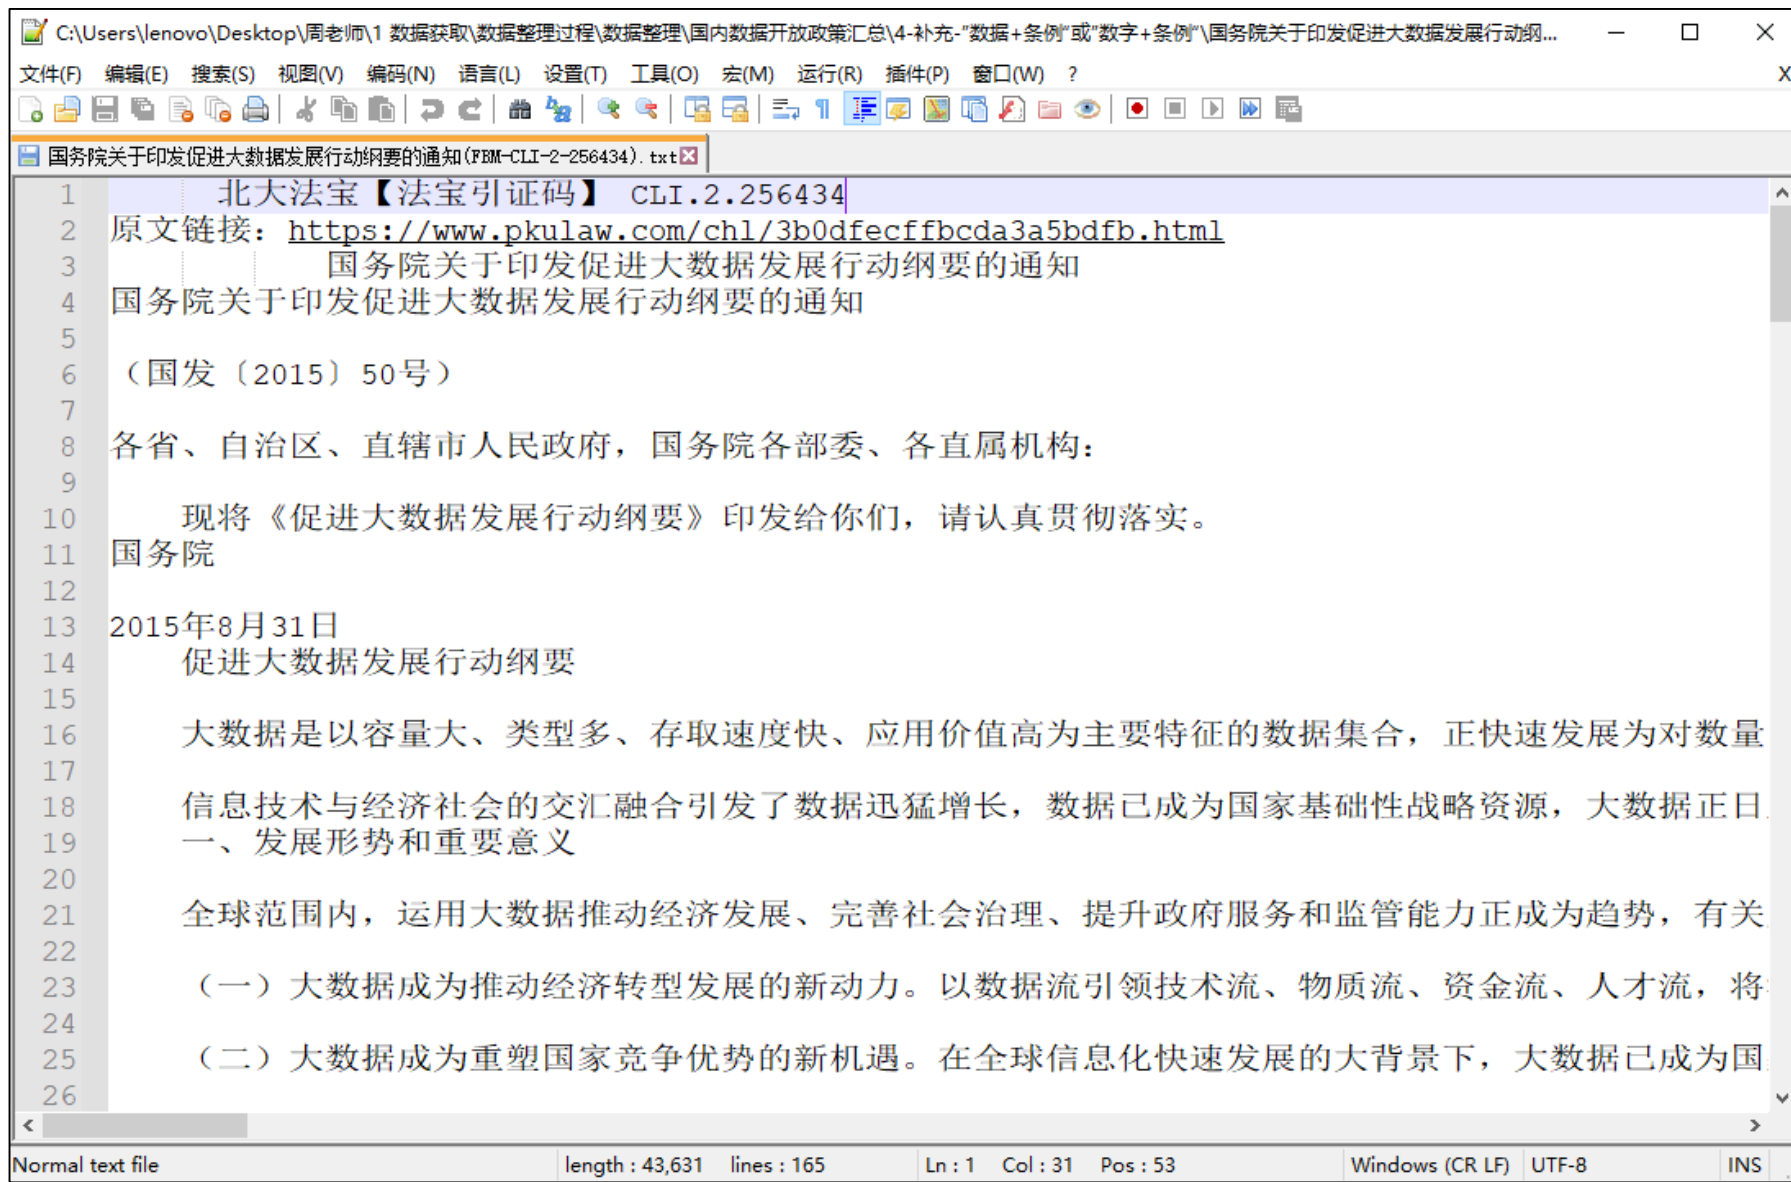 C:\Users\lenovo\Desktop\周老师\1 数据获取\数据整理过程\数据整理\国内数据开放政策汇总\4-补充-"数据+条例"或"数字+条例"\国务院关于印发促进大数据发展行动纲...
文件(F) 编辑(E) 搜索(S) 视图(V) 编码(N) 语言(L) 设置(T) 工具(O) 宏(M) 运行(R) 插件(P) 窗口(W) ? X
国务院关于印发促进大数据发展行动纲要的通知(FBM-CLI-2-256434).txt
1 北大法宝【法宝引证码】 CLI.2.256434
2 原文链接：https://www.pkulaw.com/chl/3b0dfecffbcda3a5bdfb.html
3 国务院关于印发促进大数据发展行动纲要的通知
4 国务院关于印发促进大数据发展行动纲要的通知
5
6 （国发〔2015〕50号）
7
8 各省、自治区、直辖市人民政府，国务院各部委、各直属机构：
9
10 现将《促进大数据发展行动纲要》印发给你们，请认真贯彻落实。
11 国务院
12
13 2015年8月31日
14 促进大数据发展行动纲要
15
16 大数据是以容量大、类型多、存取速度快、应用价值高为主要特征的数据集合，正快速发展为对数量
17
18 信息技术与经济社会的交汇融合引发了数据迅猛增长，数据已成为国家基础性战略资源，大数据正日
19 一、发展形势和重要意义
20
21 全球范围内，运用大数据推动经济发展、完善社会治理、提升政府服务和监管能力正成为趋势，有关
22
23 （一）大数据成为推动经济转型发展的新动力。以数据流引领技术流、物质流、资金流、人才流，将
24
25 （二）大数据成为重塑国家竞争优势的新机遇。在全球信息化快速发展的大背景下，大数据已成为国
26
Normal text file length : 43,631 lines : 165 Ln : 1 Col : 31 Pos : 53 Windows (CR LF) UTF-8 INS